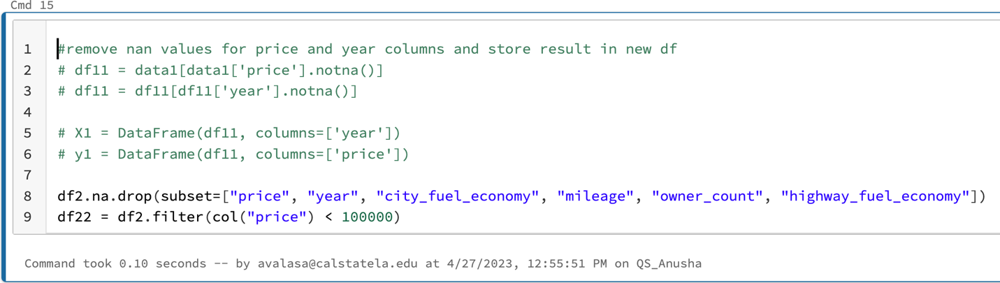 Cmd 15
1 #remove nan values for price and year columns and store result in new df
2 # df11 = data1[data1['price'].notna()]
3 # df11 = df11[df11['year'].notna()]
4
5 # X1 = DataFrame(df11, columns=['year'])
6 # y1 = DataFrame(df11, columns=['price'])
7
8 df2.na.drop(subset=["price", "year", "city_fuel_economy", "mileage", "owner_count", "highway_fuel_economy"])
9 df22 = df2.filter(col("price") < 100000)
Command took 0.10 seconds -- by avalasa@calstatela.edu at 4/27/2023, 12:55:51 PM on QS_Anusha